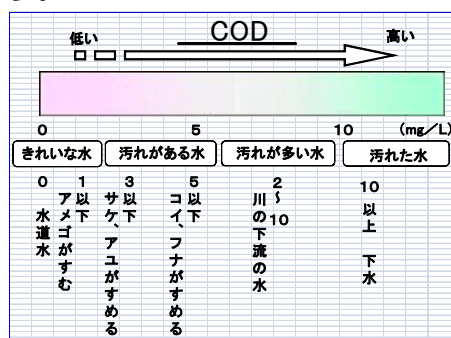 COD
低い
高い
0
5
10
(mg/L)
きれいな水
汚れがある水
汚れが多い水
汚れた水
0 水道水
1以下
アメゴがすむ
3以下
サケ、アユがすめる
5以下
コイ、フナがすめる
2~10
川の下流の水
10以上 下水